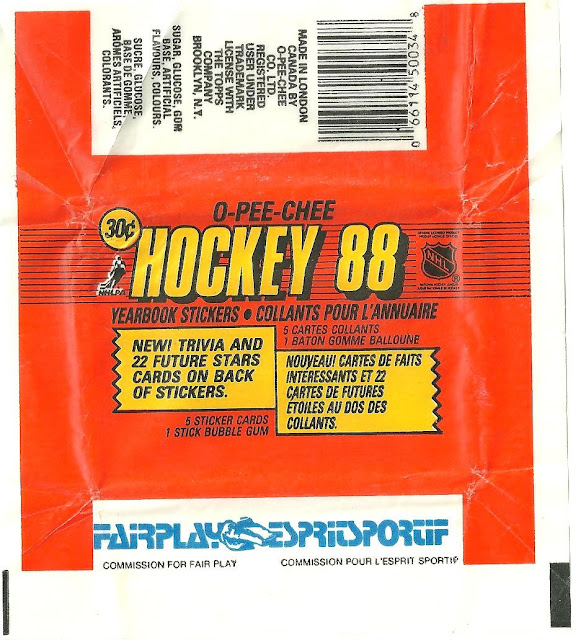 MADE IN LONDON
CANADA BY
O-PEE-CHEE
CO. LTD.
REGISTERED
USER UNDER
TRADEMARK
LICENSE WITH
THE TOPPS
COMPANY
BROOKLYN, N.Y.
SUGAR, GLUCOSE, GUM
BASE, ARTIFICIAL
FLAVOURS, COLOURS.
SUCRE, GLUCOSE,
BASE DE GOMME,
ARÔMES ARTIFICIELS,
COLORANTS.
0 66114 50034 8
O-PEE-CHEE
30¢
HOCKEY 88
NHLPA
NHL
YEARBOOK STICKERS • COLLANTS POUR L'ANNUAIRE
5 CARTES COLLANTS
1 BATON GOMME BALLOUNE
NEW! TRIVIA AND
22 FUTURE STARS
CARDS ON BACK
OF STICKERS.
NOUVEAU! CARTES DE FAITS
INTERESSANTS ET 22
CARTES DE FUTURES
ETOILES AU DOS DES
COLLANTS.
5 STICKER CARDS
1 STICK BUBBLE GUM
FAIRPLAY ESPRITSPORTIF
COMMISSION FOR FAIR PLAY
COMMISSION POUR L'ESPRIT SPORTIF